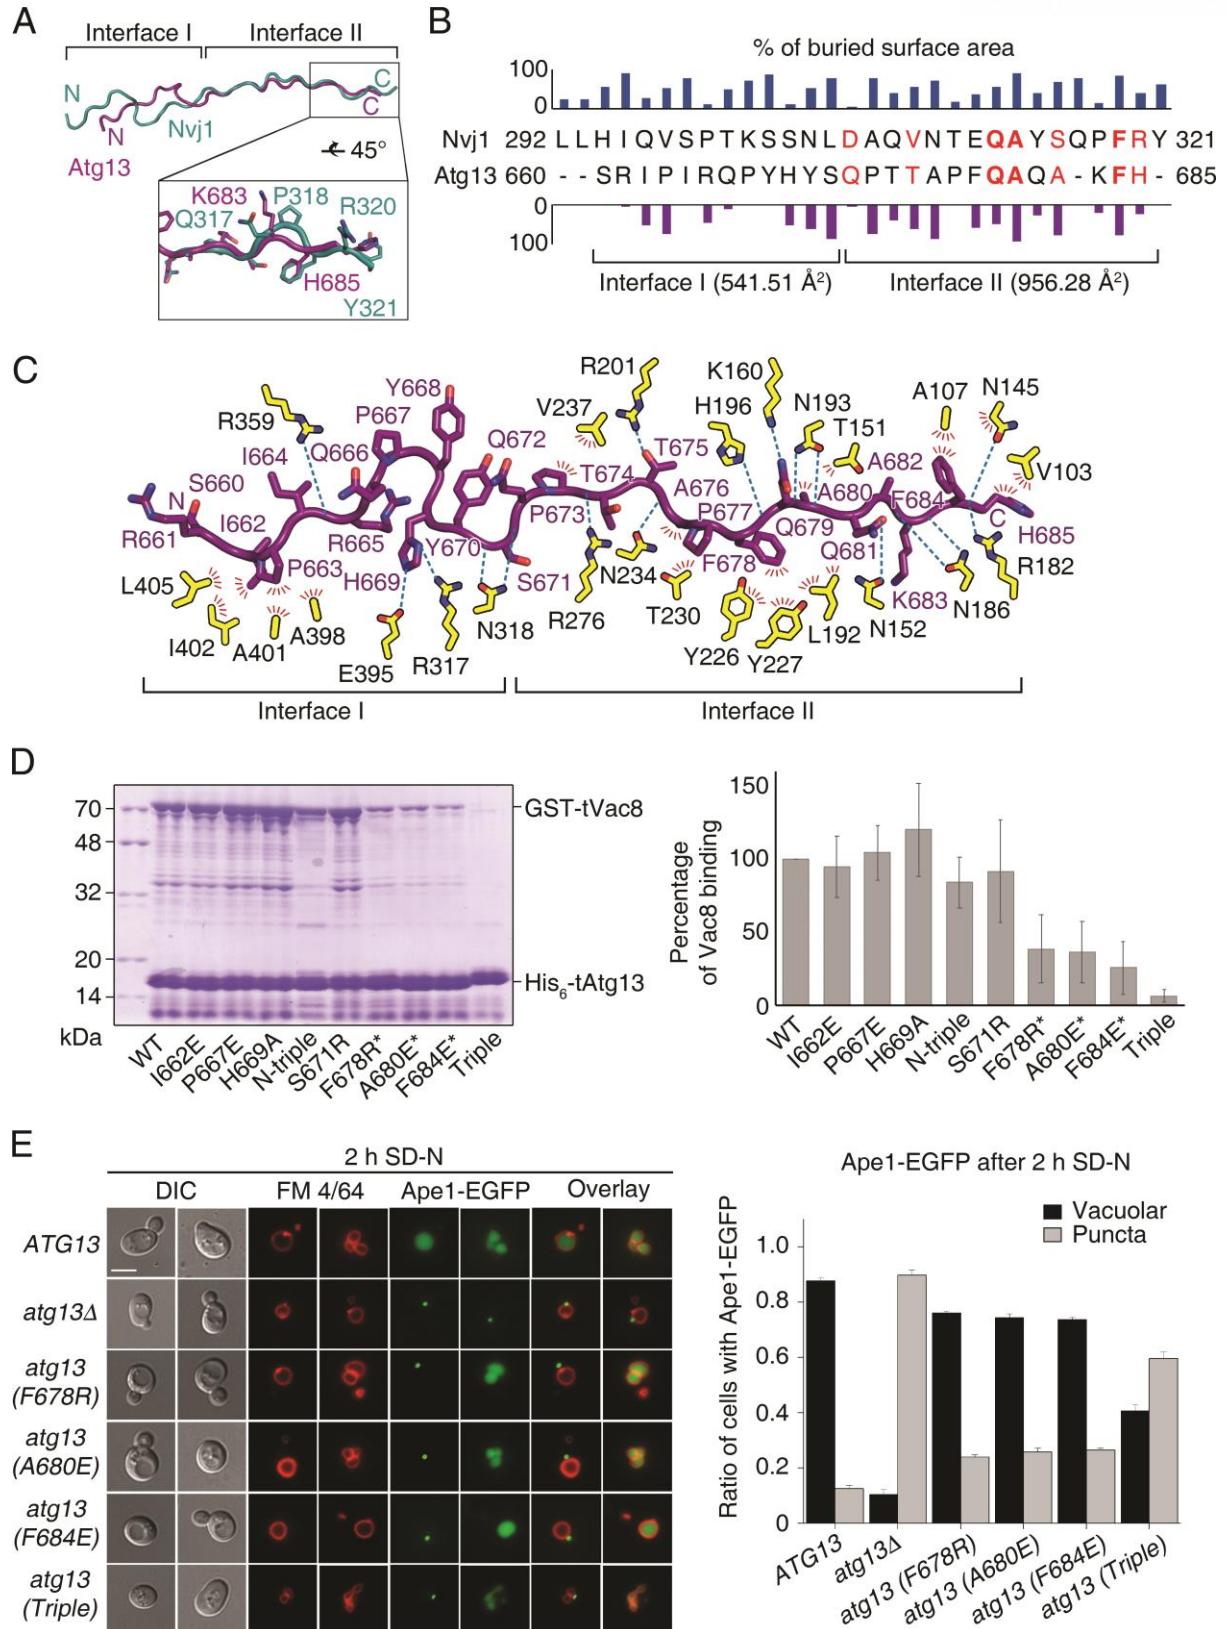 A
Interface I
Interface II
N
N
Nvj1
Atg13
C
C
45°
K683
P318
Q317
R320
H685
Y321
B
% of buried surface area
100
0
Nvj1 292 L L H I Q V S P T K S S N L D A Q V N T E Q A Y S Q P F R Y 321
Atg13 660 - - S R I P I R Q P Y H Y S Q P T T A P F Q A Q A - K F H - 685
0
100
Interface I (541.51 Å²)
Interface II (956.28 Å²)
C
R359
Y668
P667
Q666
I664
S660
N
R661
I662
P663
R665
H669
Y670
Q672
S671
P673
T674
T675
A676
P677
F678
Q679
A680
Q681
A682
K683
F684
C
H685
V237
R201
K160
H196
N193
T151
A107
N145
V103
L405
I402
A401
A398
E395
R317
N318
R276
N234
T230
Y226
Y227
L192
N152
N186
R182
Interface I
Interface II
D
70
48
32
20
14
kDa
GST-tVac8
His₆-tAtg13
WT
I662E
P667E
H669A
N-triple
S671R
F678R*
A680E*
F684E*
Triple
Percentage
of Vac8 binding
150
100
50
0
WT
I662E
P667E
H669A
N-triple
S671R
F678R*
A680E*
F684E*
Triple
E
2 h SD-N
DIC
FM 4/64
Ape1-EGFP
Overlay
ATG13
atg13Δ
atg13
(F678R)
atg13
(A680E)
atg13
(F684E)
atg13
(Triple)
Ape1-EGFP after 2 h SD-N
Vacuolar
Puncta
Ratio of cells with Ape1-EGFP
1.0
0.8
0.6
0.4
0.2
0
ATG13
atg13Δ
atg13 (F678R)
atg13 (A680E)
atg13 (F684E)
atg13 (Triple)